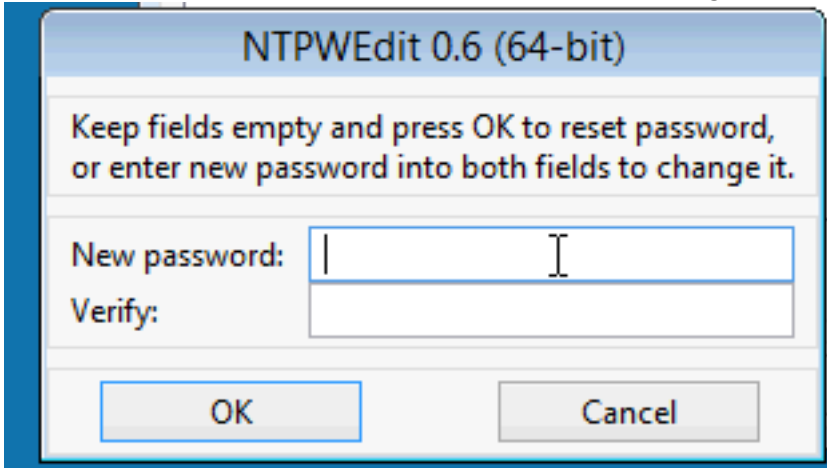 NTPWEdit 0.6 (64-bit)
Keep fields empty and press OK to reset password,
or enter new password into both fields to change it.
New password:
Verify:
OK
Cancel